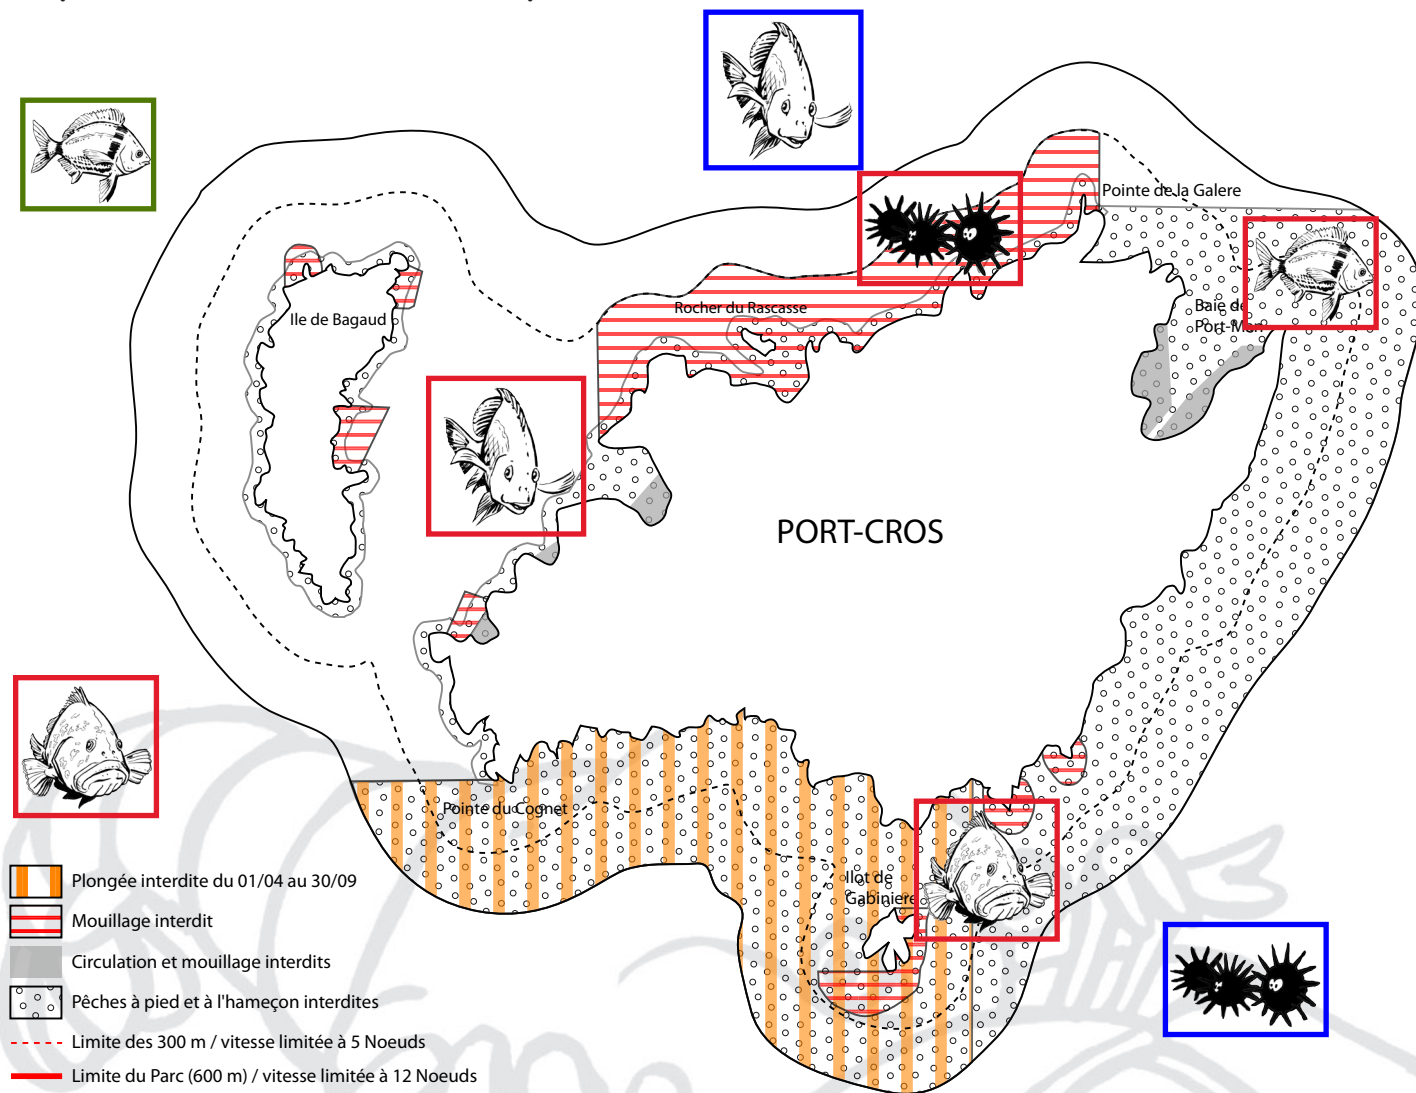 Pointe de la Galere
Ile de Bagaud
Rocher du Rascasse
Baie de
Port-Man
PORT-CROS
Pointe du Cognet
Ilot de
Gabiniere
Plongée interdite du 01/04 au 30/09
Mouillage interdit
Circulation et mouillage interdits
Pêches à pied et à l'hameçon interdites
Limite des 300 m / vitesse limitée à 5 Noeuds
Limite du Parc (600 m) / vitesse limitée à 12 Noeuds